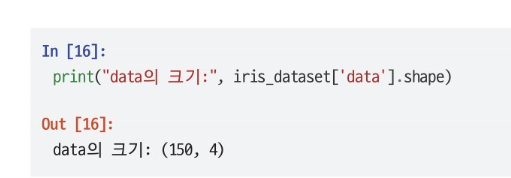 In [16]:
print("data의 크기:", iris_dataset['data'].shape)
Out [16]:
data의 크기: (150, 4)